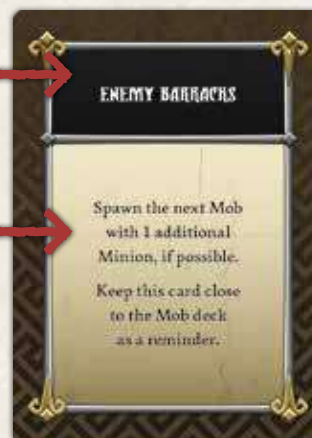 ENEMY BARRACKS
Spawn the next Mob
with 1 additional
Minion, if possible.
Keep this card close
to the Mob deck
as a reminder.